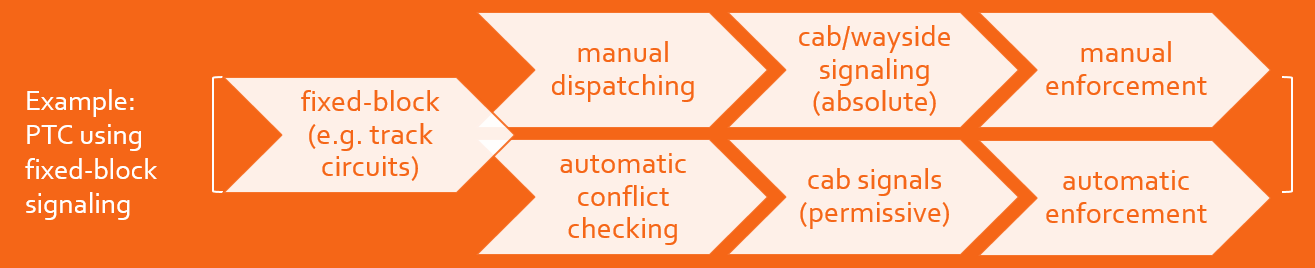 Example:
PTC using
fixed-block
signaling
fixed-block
(e.g. track
circuits)
manual
dispatching
cab/wayside
signaling
(absolute)
manual
enforcement
automatic
conflict
checking
cab signals
(permissive)
automatic
enforcement